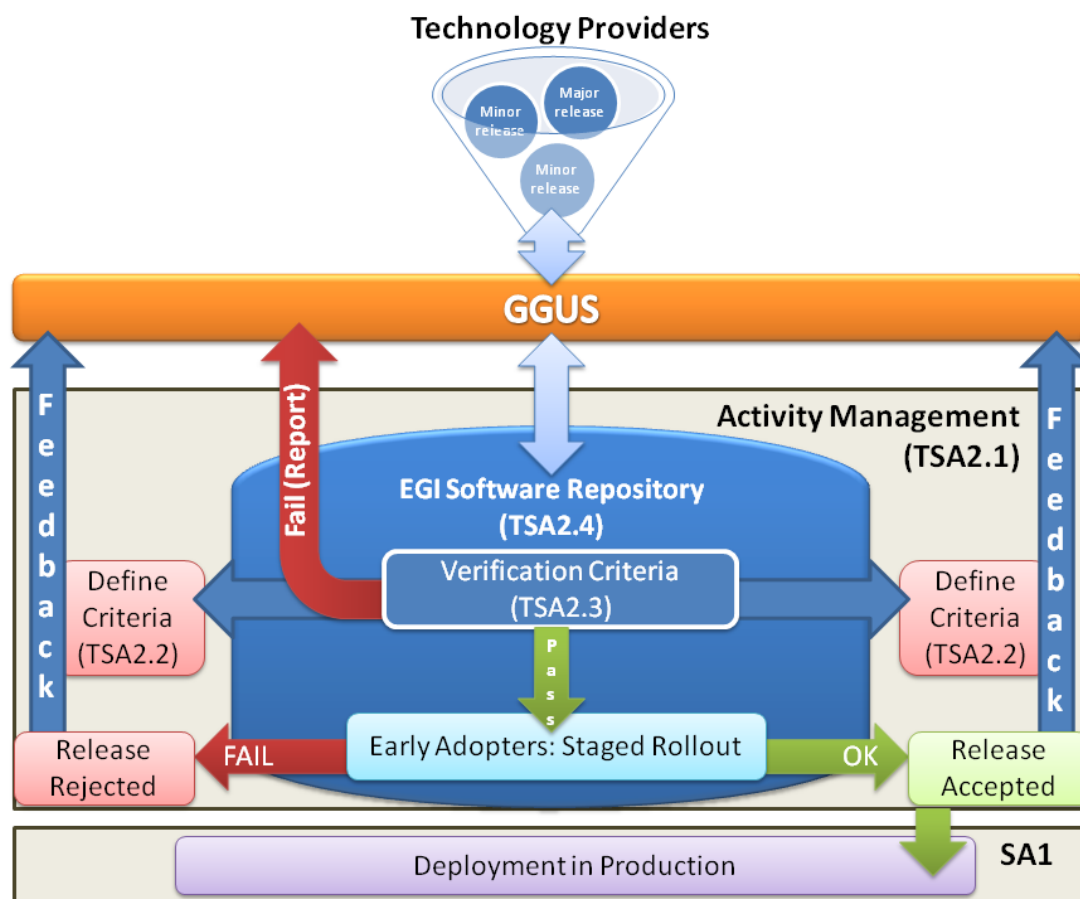 Technology Providers
Minor
release
Major
release
Minor
release
GGUS
Feedback
Fail (Report)
Activity Management
(TSA2.1)
Feedback
EGI Software Repository
(TSA2.4)
Verification Criteria
(TSA2.3)
Define
Criteria
(TSA2.2)
Define
Criteria
(TSA2.2)
Pass
Early Adopters: Staged Rollout
FAIL
OK
Release
Rejected
Release
Accepted
Deployment in Production
SA1